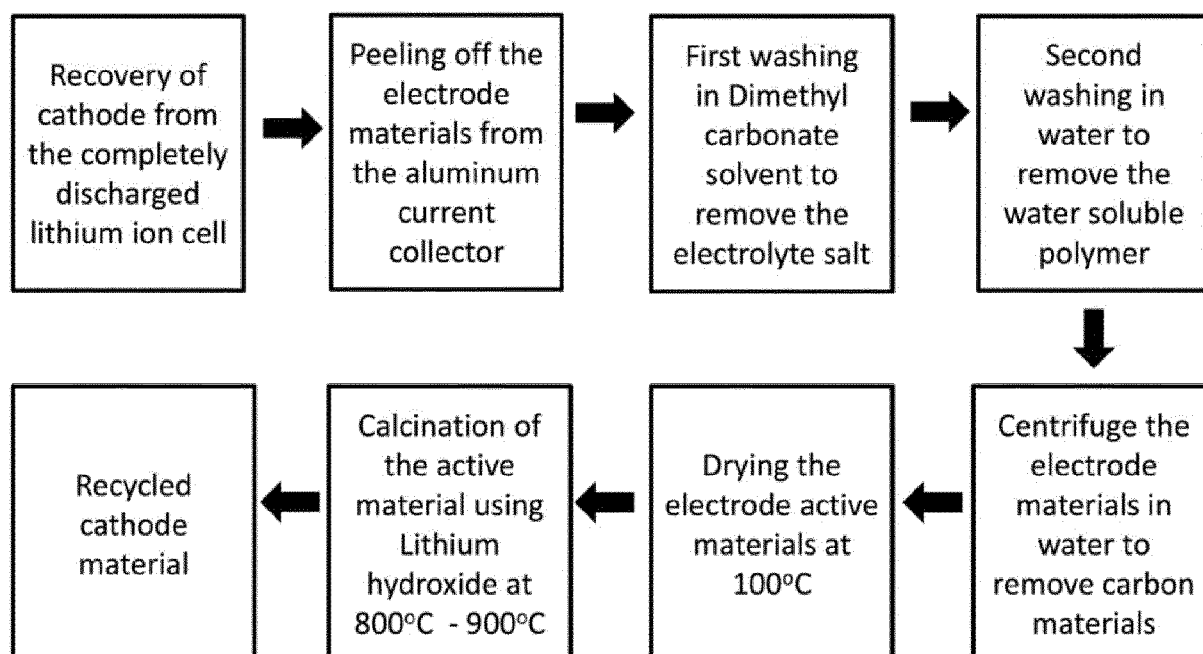 Recovery of
cathode from
the completely
discharged
lithium ion cell
Peeling off the
electrode
materials from
the aluminum
current
collector
First washing
in Dimethyl
carbonate
solvent to
remove the
electrolyte salt
Second
washing in
water to
remove the
water soluble
polymer
Centrifuge the
electrode
materials in
water to
remove carbon
materials
Drying the
electrode active
materials at
100°C
Calcination of
the active
material using
Lithium
hydroxide at
800°C - 900°C
Recycled
cathode
material